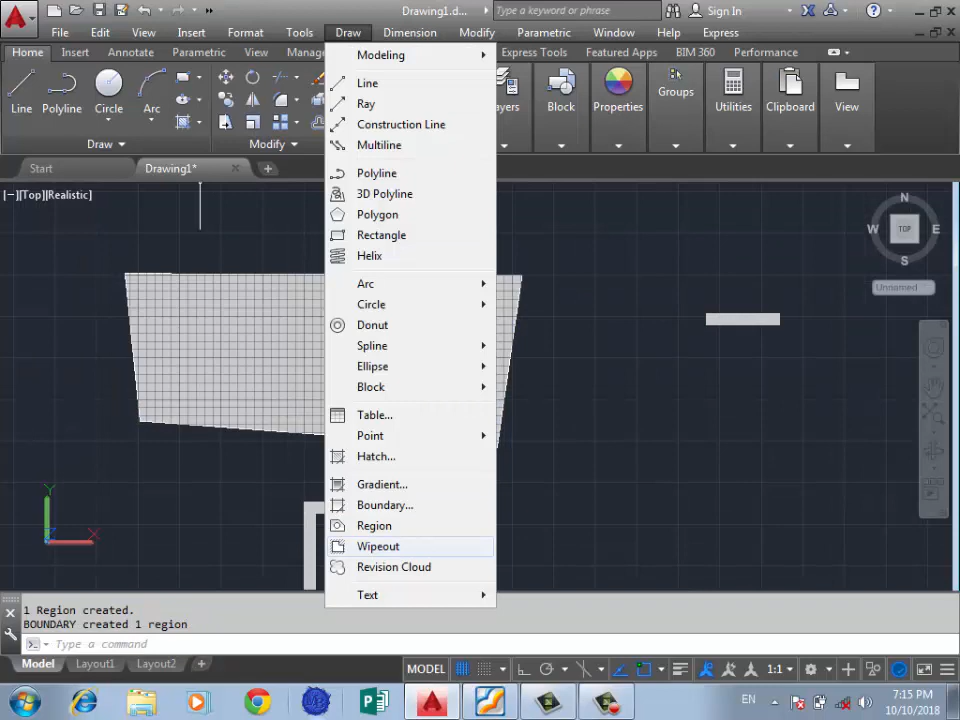 Drawing1.d...
Type a keyword or phrase
Sign In
File Edit View Insert Format Tools Draw Dimension Modify Parametric Window Help Express
Home Insert Annotate Parametric View Express Tools Featured Apps BIM 360 Performance
Line Polyline Circle Arc
Block Properties Groups Utilities Clipboard View
Draw Modify
Start Drawing1*
[−][Top][Realistic]
Modeling
Line
Ray
Construction Line
Multiline
Polyline
3D Polyline
Polygon
Rectangle
Helix
Arc
Circle
Donut
Spline
Ellipse
Block
Table...
Point
Hatch...
Gradient...
Boundary...
Region
Wipeout
Revision Cloud
Text
N
W TOP E
S
Unnamed
Y
X
1 Region created.
BOUNDARY created 1 region
Type a command
Model Layout1 Layout2
MODEL 1:1
EN
7:15 PM
10/10/2018